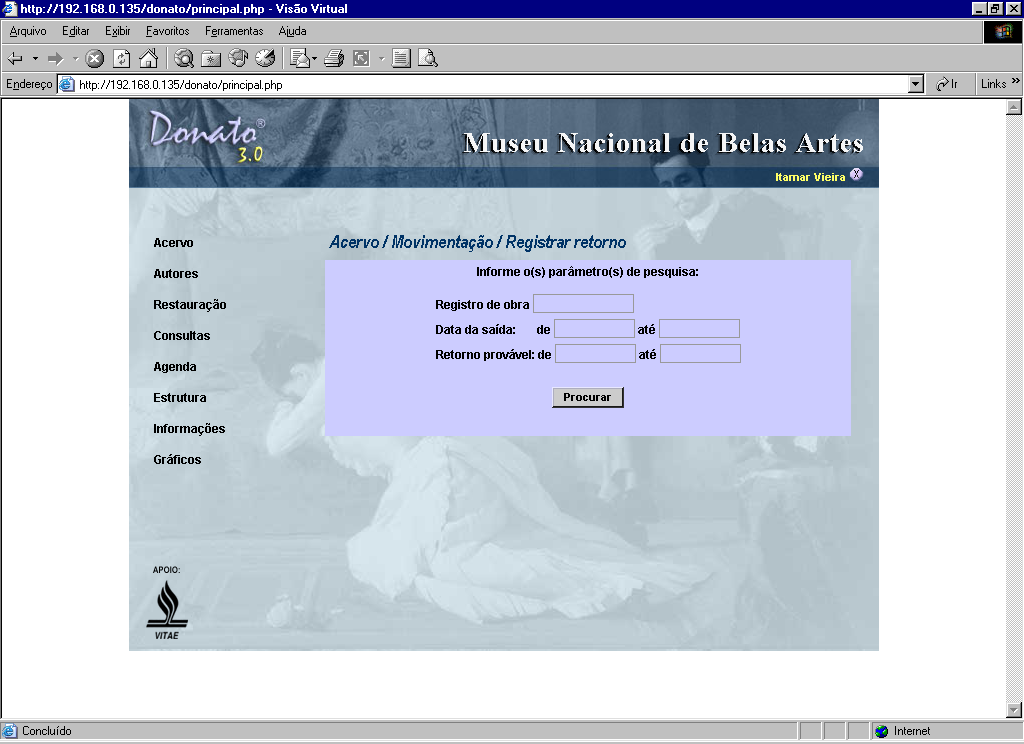 http://192.168.0.135/donato/principal.php - Visão Virtual
Arquivo Editar Exibir Favoritos Ferramentas Ajuda
Endereço http://192.168.0.135/donato/principal.php Ir Links »
Donato®
3.0
Museu Nacional de Belas Artes
Itamar Vieira X
Acervo
Autores
Restauração
Consultas
Agenda
Estrutura
Informações
Gráficos
Acervo / Movimentação / Registrar retorno
Informe o(s) parâmetro(s) de pesquisa:
Registro de obra
Data da saída: de até
Retorno provável: de até
Procurar
APOIO:
VITAE
Concluído Internet